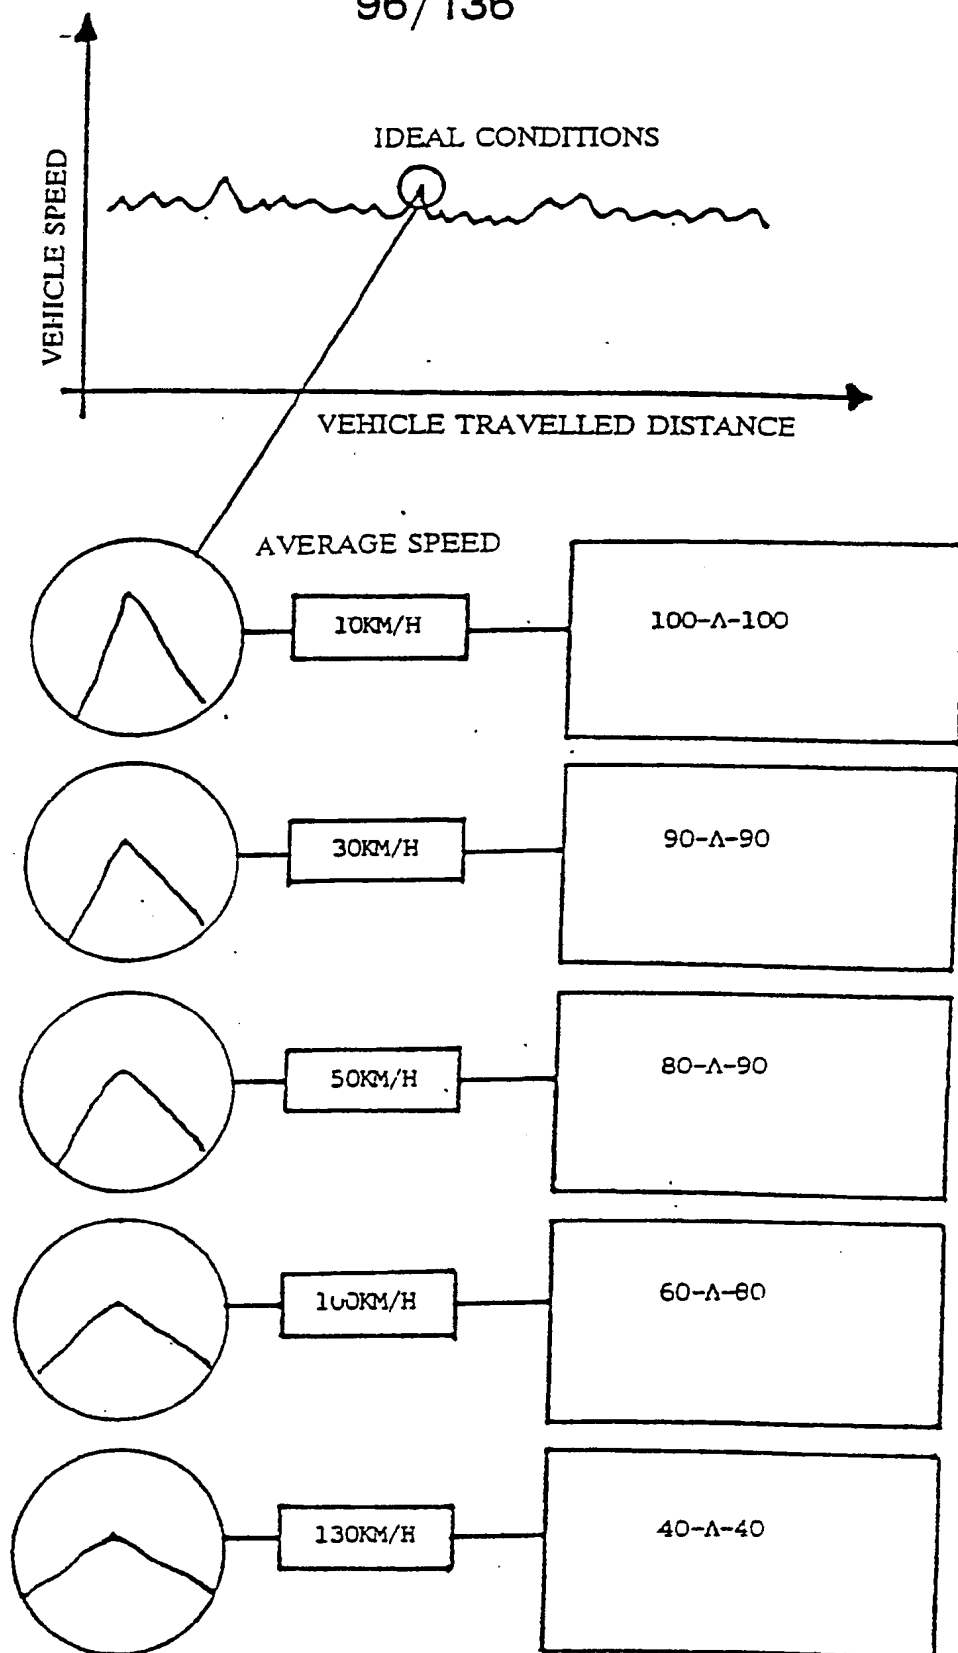 96/136
IDEAL CONDITIONS
VEHICLE SPEED
VEHICLE TRAVELLED DISTANCE
AVERAGE SPEED
10KM/H
100-Λ-100
30KM/H
90-Λ-90
50KM/H
80-Λ-90
100KM/H
60-Λ-80
130KM/H
40-Λ-40